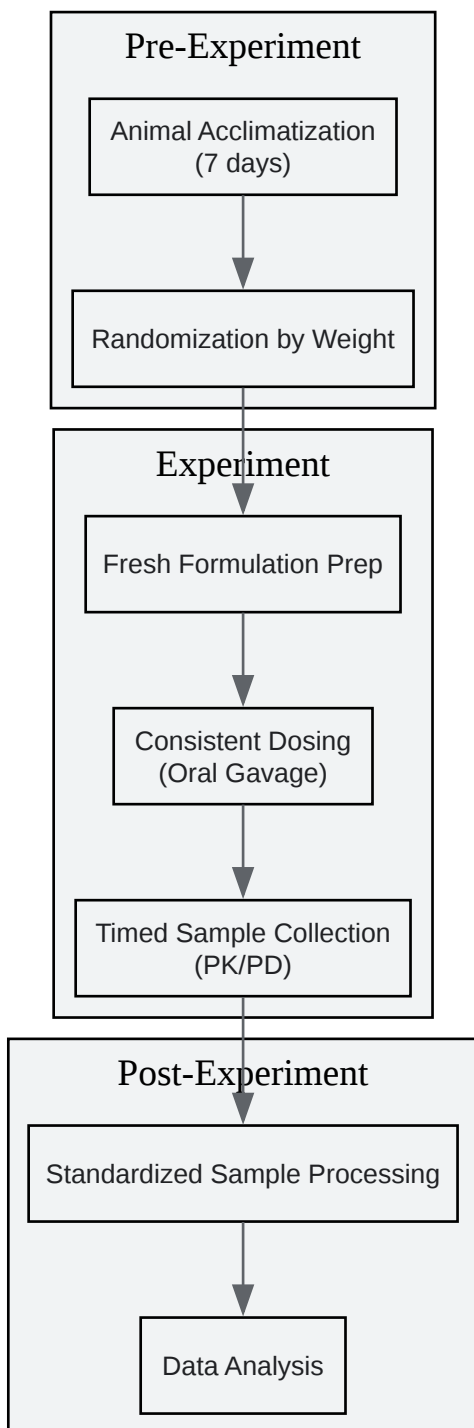 Pre-Experiment
Animal Acclimatization
(7 days)
Randomization by Weight
Experiment
Fresh Formulation Prep
Consistent Dosing
(Oral Gavage)
Timed Sample Collection
(PK/PD)
Post-Experiment
Standardized Sample Processing
Data Analysis